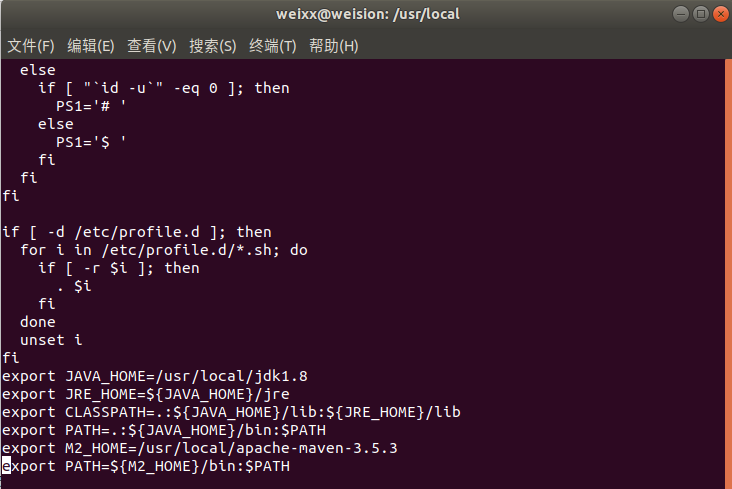 weixx@weision: /usr/local
文件(F) 编辑(E) 查看(V) 搜索(S) 终端(T) 帮助(H)
  else
    if [ "`id -u`" -eq 0 ]; then
      PS1='# '
    else
      PS1='$ '
    fi
  fi
fi

if [ -d /etc/profile.d ]; then
  for i in /etc/profile.d/*.sh; do
    if [ -r $i ]; then
      . $i
    fi
  done
  unset i
fi
export JAVA_HOME=/usr/local/jdk1.8
export JRE_HOME=${JAVA_HOME}/jre
export CLASSPATH=.:${JAVA_HOME}/lib:${JRE_HOME}/lib
export PATH=.:${JAVA_HOME}/bin:$PATH
export M2_HOME=/usr/local/apache-maven-3.5.3
export PATH=${M2_HOME}/bin:$PATH